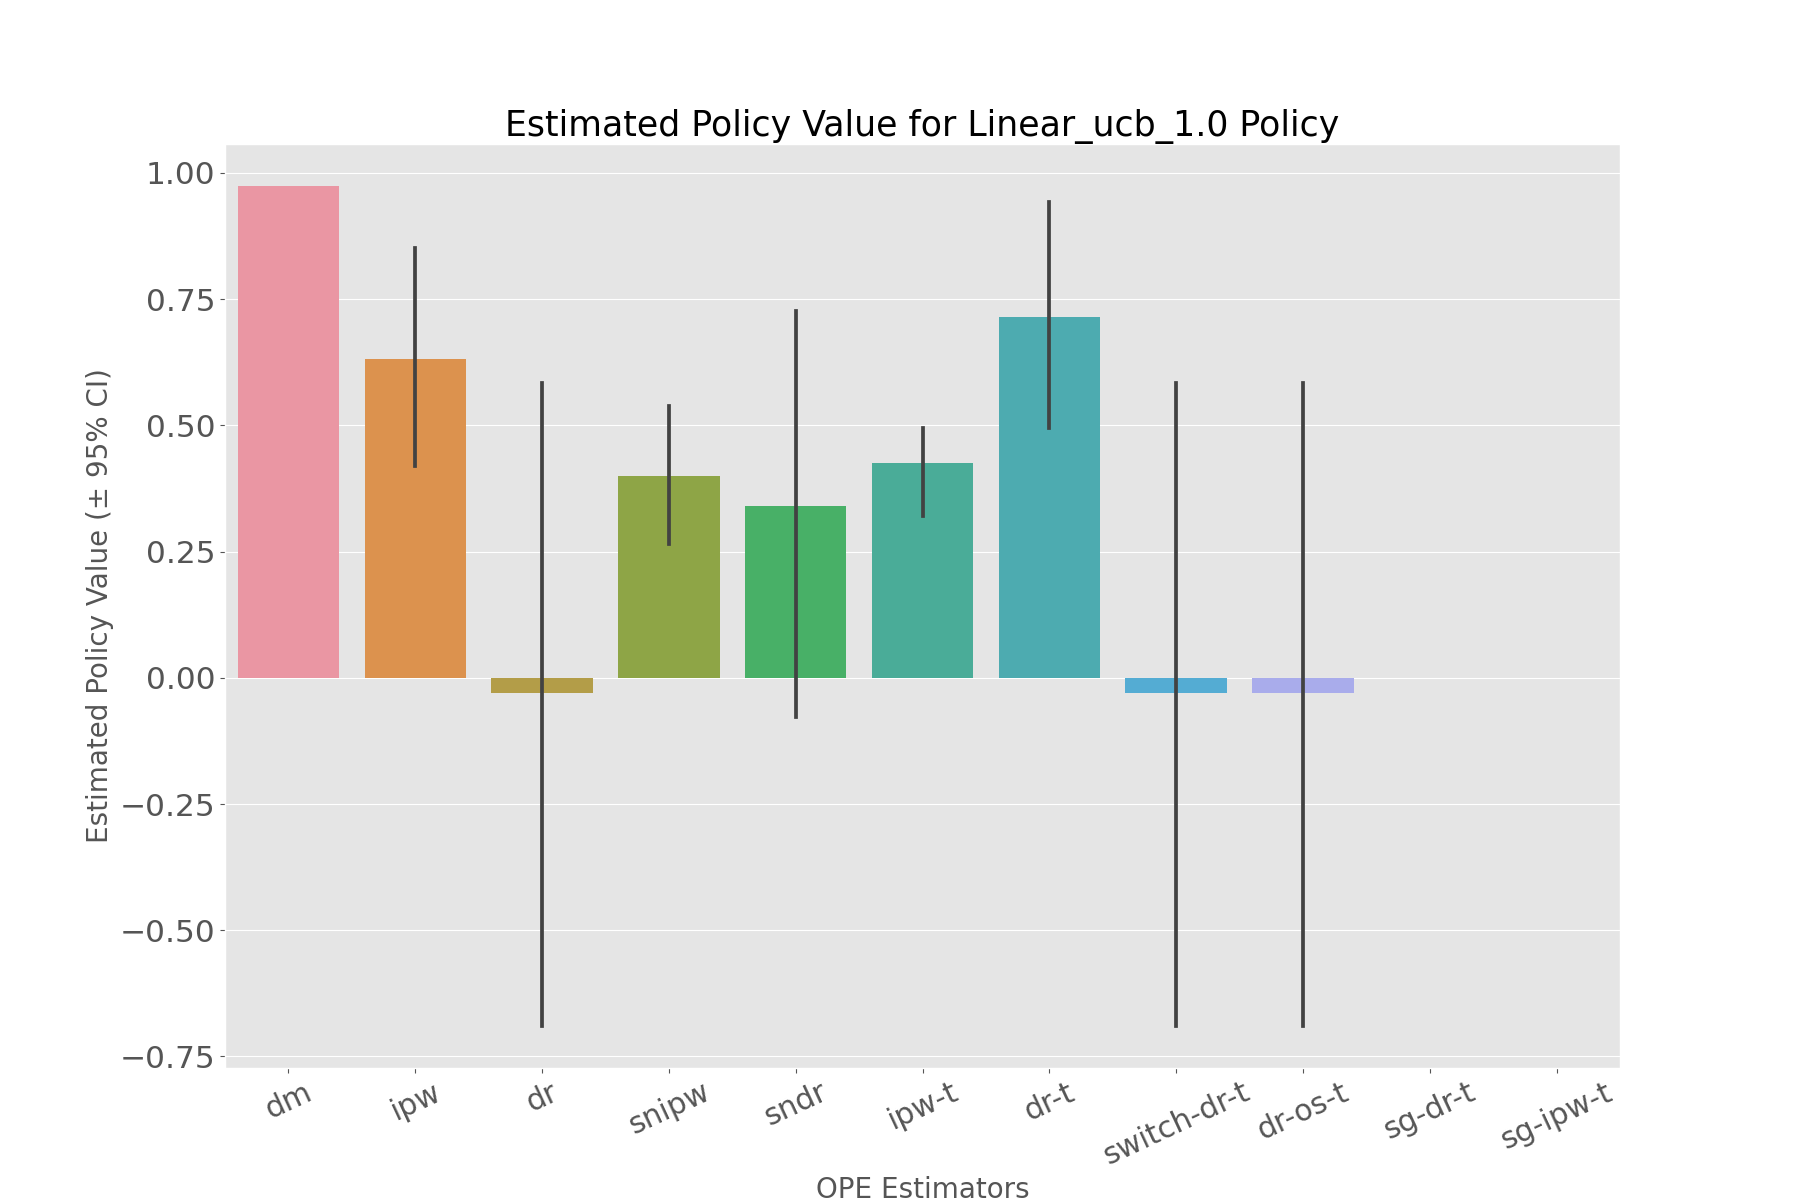 Estimated Policy Value for Linear_ucb_1.0 Policy
Estimated Policy Value (± 95% CI)
1.00
0.75
0.50
0.25
0.00
−0.25
−0.50
−0.75
dm
ipw
dr
snipw
sndr
ipw-t
dr-t
switch-dr-t
dr-os-t
sg-dr-t
sg-ipw-t
OPE Estimators